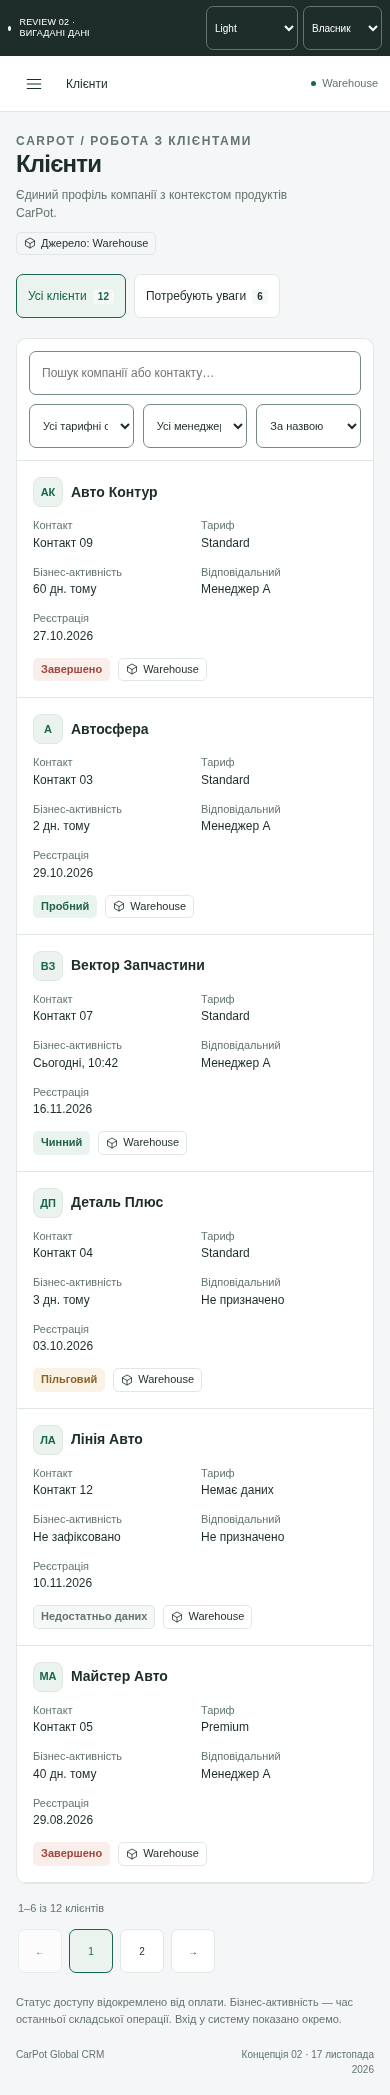 REVIEW 02 ·
ВИГАДАНІ ДАНІ
Light
Власник
Клієнти
Warehouse
CARPOT / РОБОТА З КЛІЄНТАМИ
Клієнти
Єдиний профіль компанії з контекстом продуктів
CarPot.
Джерело: Warehouse
Усі клієнти 12
Потребують уваги 6
Пошук компанії або контакту…
Усі тарифні с
Усі менеджер
За назвою
АК Авто Контур
Контакт Тариф
Контакт 09 Standard
Бізнес-активність Відповідальний
60 дн. тому Менеджер А
Реєстрація
27.10.2026
Завершено Warehouse
А Автосфера
Контакт Тариф
Контакт 03 Standard
Бізнес-активність Відповідальний
2 дн. тому Менеджер А
Реєстрація
29.10.2026
Пробний Warehouse
ВЗ Вектор Запчастини
Контакт Тариф
Контакт 07 Standard
Бізнес-активність Відповідальний
Сьогодні, 10:42 Менеджер А
Реєстрація
16.11.2026
Чинний Warehouse
ДП Деталь Плюс
Контакт Тариф
Контакт 04 Standard
Бізнес-активність Відповідальний
3 дн. тому Не призначено
Реєстрація
03.10.2026
Пільговий Warehouse
ЛА Лінія Авто
Контакт Тариф
Контакт 12 Немає даних
Бізнес-активність Відповідальний
Не зафіксовано Не призначено
Реєстрація
10.11.2026
Недостатньо даних Warehouse
МА Майстер Авто
Контакт Тариф
Контакт 05 Premium
Бізнес-активність Відповідальний
40 дн. тому Менеджер А
Реєстрація
29.08.2026
Завершено Warehouse
1–6 із 12 клієнтів
← 1 2 →
Статус доступу відокремлено від оплати. Бізнес-активність — час
останньої складської операції. Вхід у систему показано окремо.
CarPot Global CRM
Концепція 02 · 17 листопада
2026